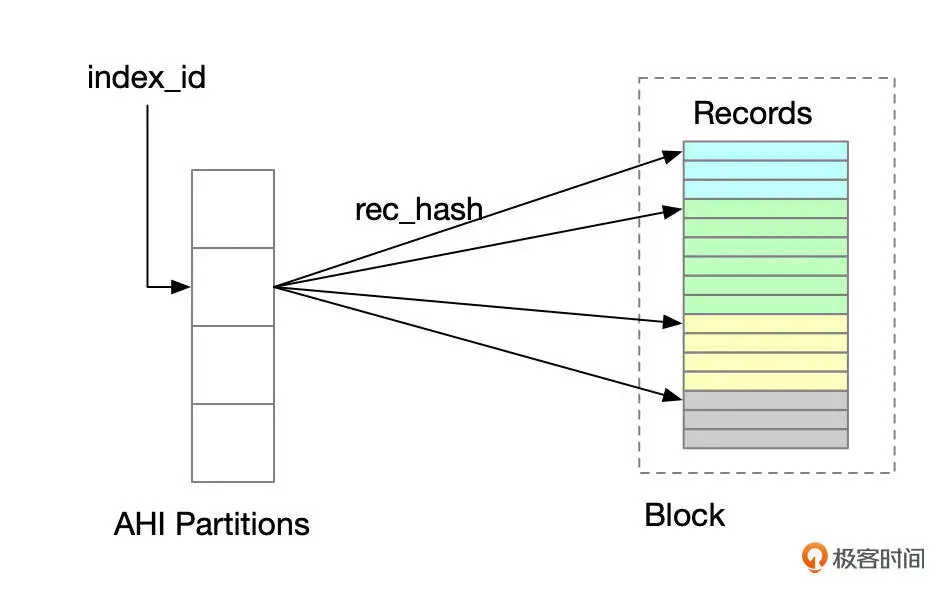 index_id
Records
rec_hash
AHI Partitions
Block
极客时间